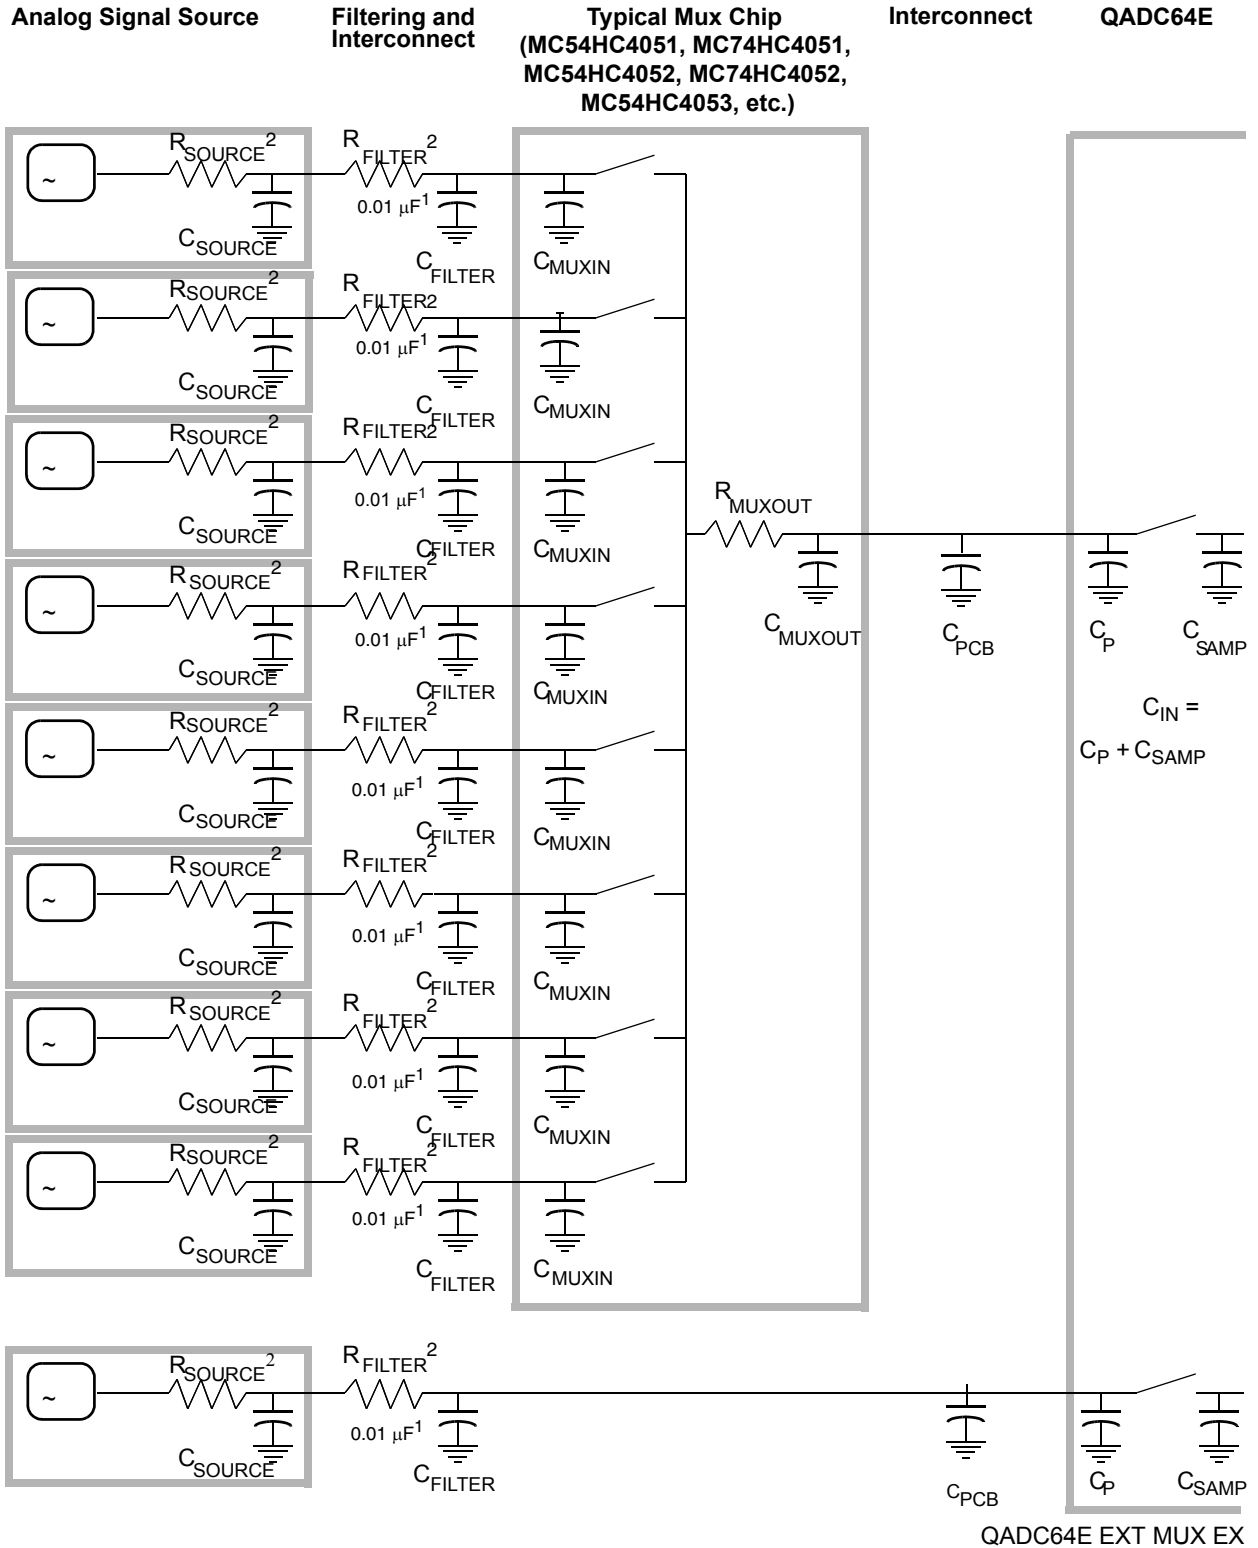 Analog Signal Source
Filtering and
Interconnect
Typical Mux Chip
(MC54HC4051, MC74HC4051,
MC54HC4052, MC74HC4052,
MC54HC4053, etc.)
Interconnect
QADC64E
~
RSOURCE2
RFILTER2
0.01 μF1
CSOURCE
CFILTER
CMUXIN
~
RSOURCE2
RFILTER2
0.01 μF1
CSOURCE
CFILTER
CMUXIN
~
RSOURCE2
RFILTER2
0.01 μF1
CSOURCE
CFILTER
CMUXIN
RMUXOUT
~
RSOURCE2
RFILTER2
0.01 μF1
CSOURCE
CFILTER
CMUXIN
CMUXOUT
CPCB
CP
CSAMP
CIN =
CP + CSAMP
~
RSOURCE2
RFILTER2
0.01 μF1
CSOURCE
CFILTER
CMUXIN
~
RSOURCE2
RFILTER2
0.01 μF1
CSOURCE
CFILTER
CMUXIN
~
RSOURCE2
RFILTER2
0.01 μF1
CSOURCE
CFILTER
CMUXIN
~
RSOURCE2
RFILTER2
0.01 μF1
CSOURCE
CFILTER
CMUXIN
~
RSOURCE2
RFILTER2
0.01 μF1
CSOURCE
CFILTER
CPCB
CP
CSAMP
QADC64E EXT MUX EX